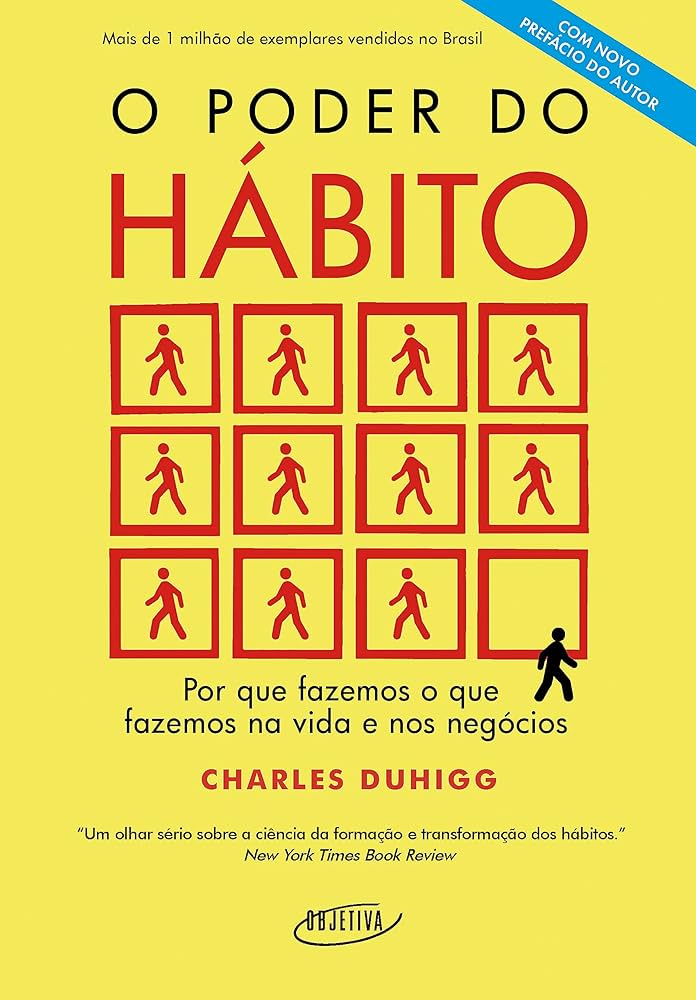 Mais de 1 milhão de exemplares vendidos no Brasil
COM NOVO
PREFÁCIO DO AUTOR
O PODER DO
HÁBITO
Por que fazemos o que
fazemos na vida e nos negócios
CHARLES DUHIGG
“Um olhar sério sobre a ciência da formação e transformação dos hábitos.”
New York Times Book Review
OBJETIVA